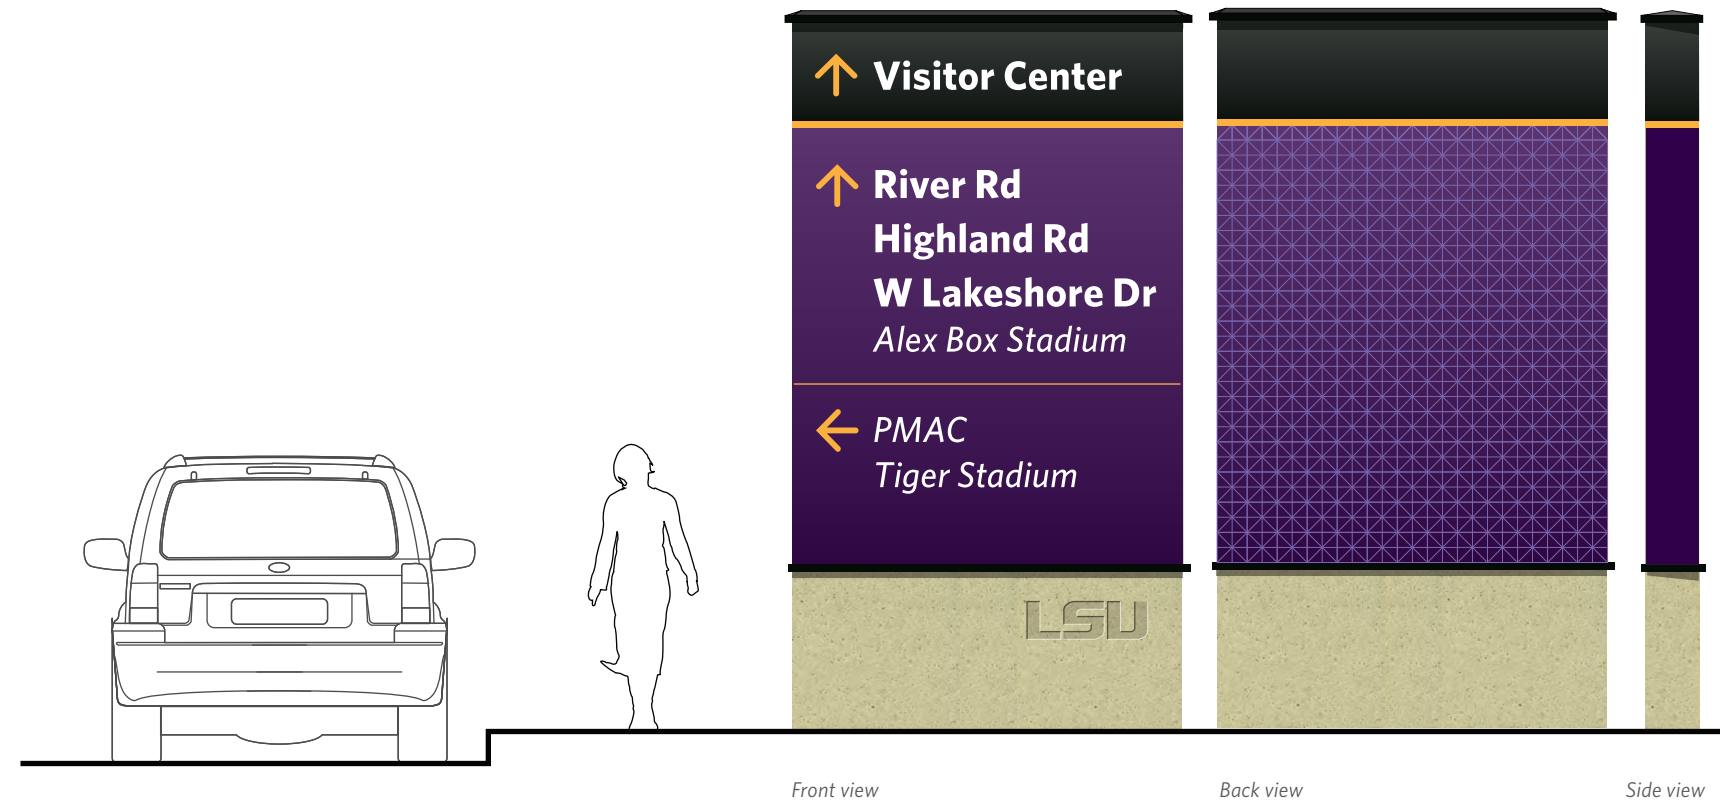 Visitor Center
River Rd
Highland Rd
W Lakeshore Dr
Alex Box Stadium
PMAC
Tiger Stadium
LSU
Front view
Back view
Side view